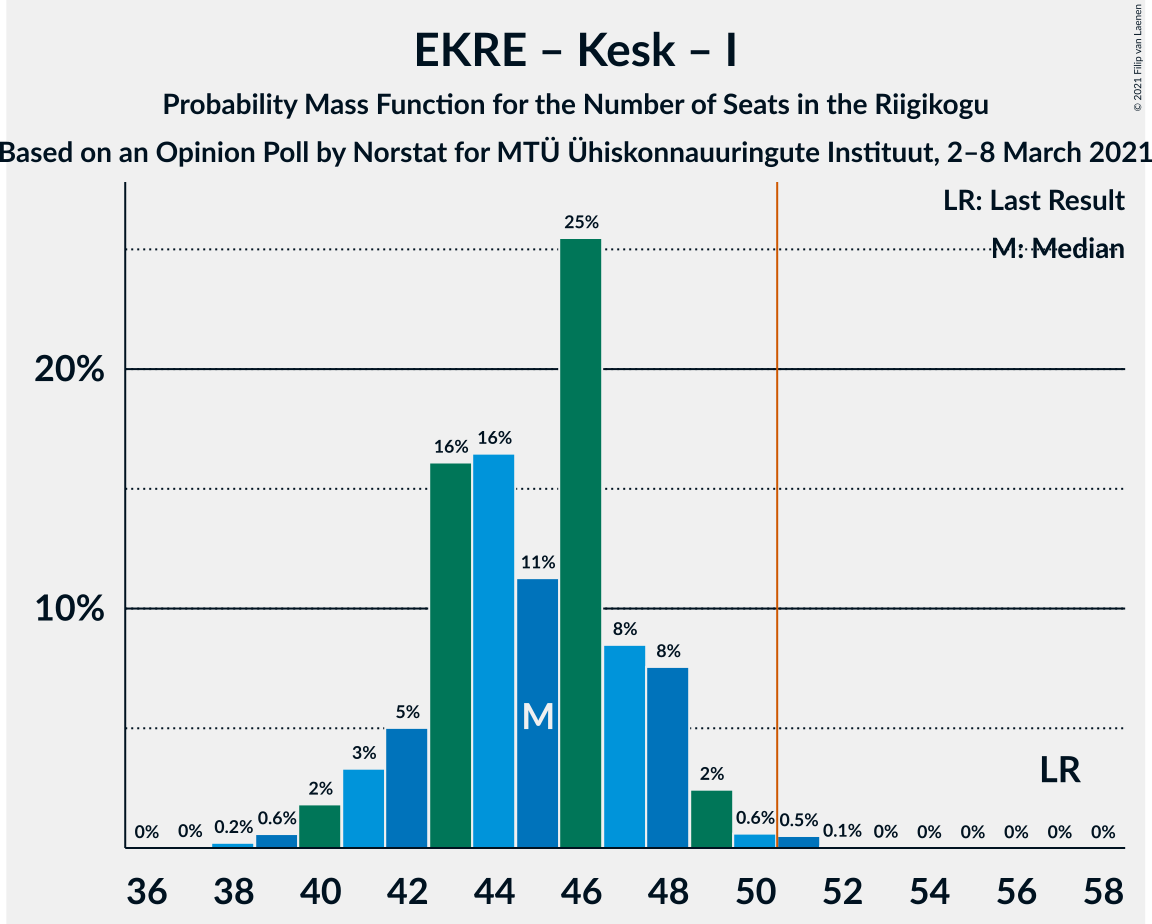 EKRE – Kesk – I
Probability Mass Function for the Number of Seats in the Riigikogu
Based on an Opinion Poll by Norstat for MTÜ Ühiskonnauuringute Instituut, 2–8 March 2021
© 2021 Filip van Laenen
LR: Last Result
M: Median
20%
10%
0% 0% 0.2% 0.6% 2% 3% 5% 16% 16% 11% 25% 8% 8% 2% 0.6% 0.5% 0.1% 0% 0% 0% 0% 0% 0%
M
LR
36 38 40 42 44 46 48 50 52 54 56 58